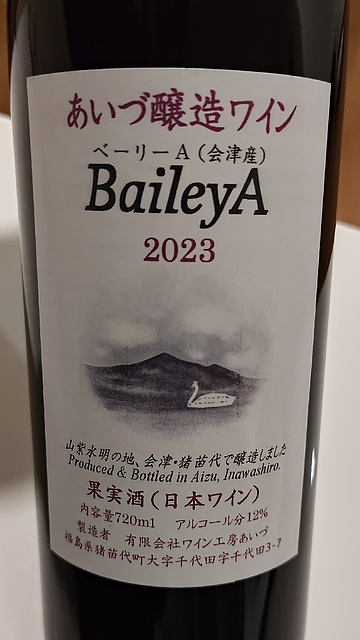 あいづ醸造ワイン
ベーリーA（会津産）
BaileyA
2023
山紫水明の地、会津・猪苗代で醸造しました
Produced & Bottled in Aizu, Inawashiro.
果実酒（日本ワイン）
内容量720ml　アルコール分12%
製造者　有限会社ワイン工房あいづ
福島県猪苗代町大字千代田字千代田3-7